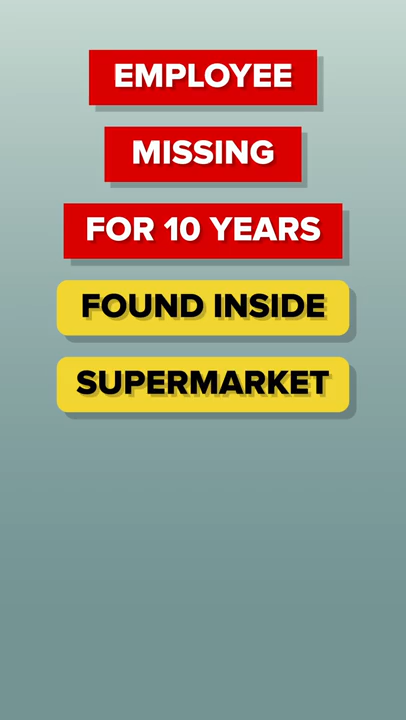 EMPLOYEE
MISSING
FOR 10 YEARS
FOUND INSIDE
SUPERMARKET